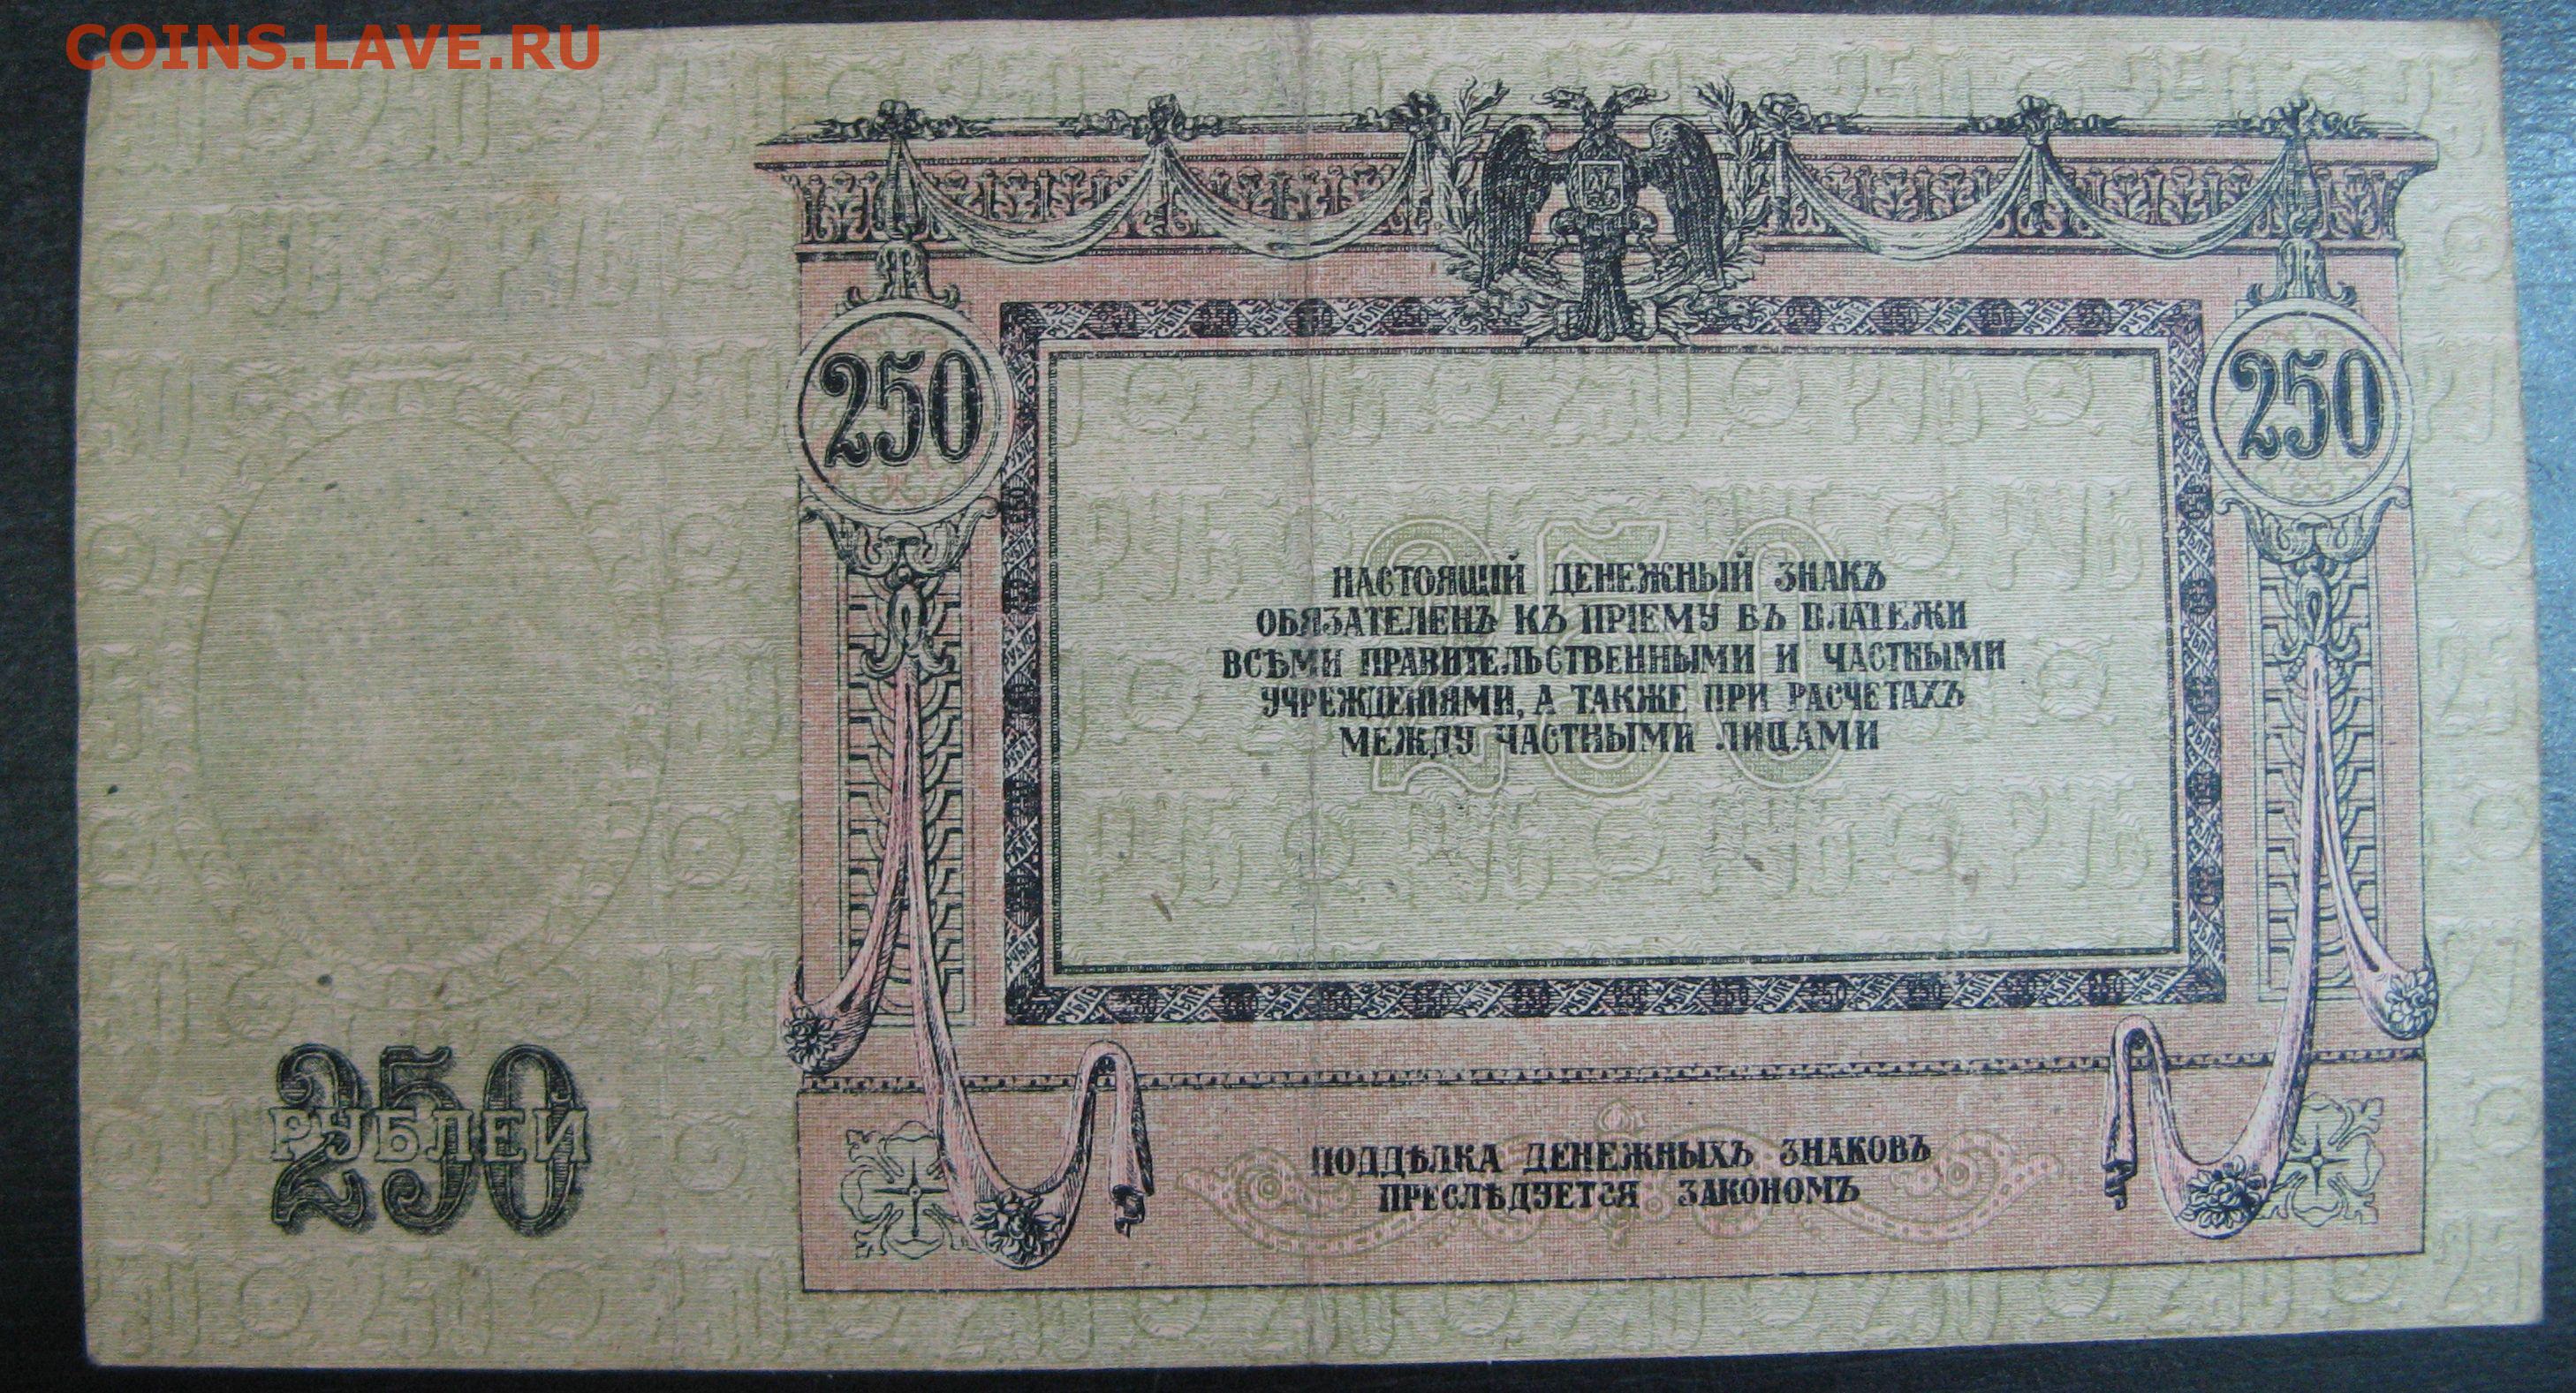 COINS.LAVE.RU
250
250
НАСТОЯЩІЙ ДЕНЕЖНЫЙ ЗНАКЪ
ОБЯЗАТЕЛЕНЪ КЪ ПРІЕМУ ВЪ ПЛАТЕЖИ
ВСѢМИ ПРАВИТЕЛЬСТВЕННЫМИ И ЧАСТНЫМИ
УЧРЕЖДЕНІЯМИ, А ТАКЖЕ ПРИ РАСЧЕТАХЪ
МЕЖДУ ЧАСТНЫМИ ЛИЦАМИ
250
250
РУБЛЕЙ
ПОДДѢЛКА ДЕНЕЖНЫХЪ ЗНАКОВЪ
ПРЕСЛѢДУЕТСЯ ЗАКОНОМЪ